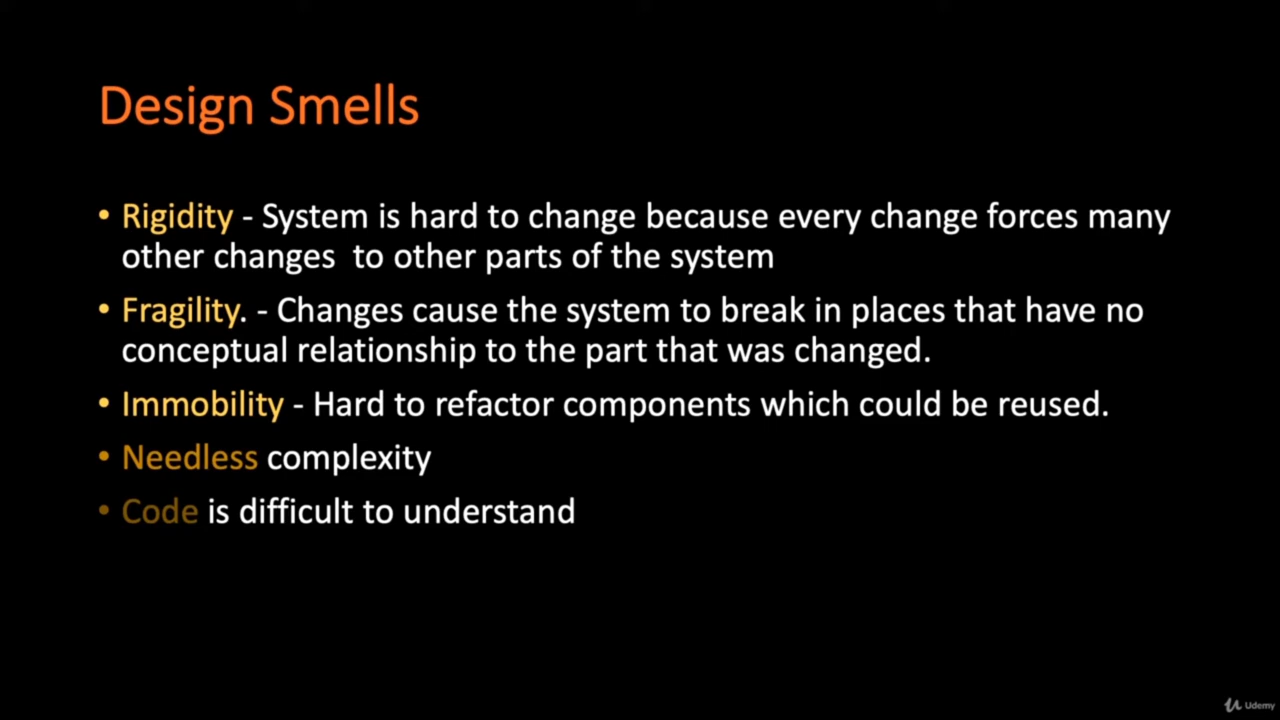 Design Smells
• Rigidity - System is hard to change because every change forces many
other changes  to other parts of the system
• Fragility. - Changes cause the system to break in places that have no
conceptual relationship to the part that was changed.
• Immobility - Hard to refactor components which could be reused.
• Needless complexity
• Code is difficult to understand
Udemy